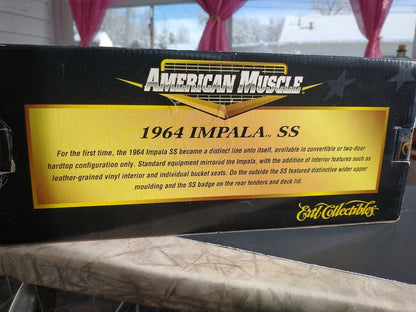 AMERICAN MUSCLE
1964 IMPALA™ SS
For the first time, the 1964 Impala SS became a distinct line onto itself, available in convertible or two-door
hardtop configuration only. Standard equipment mirrored the Impala, with the addition of interior features such as
leather-grained vinyl interior and individual bucket seats. On the outside the SS featured distinctive wider upper
moulding and the SS badge on the rear fenders and deck lid.
Ertl Collectibles